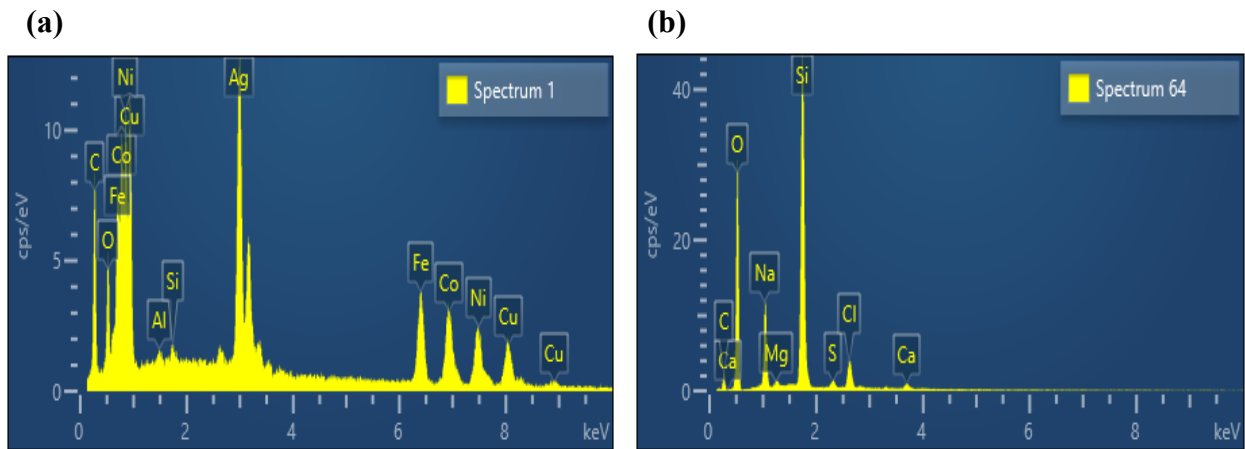 (a)
(b)
Spectrum 1
Ni
Ag
Cu
C
Co
Fe
O
Si
Al
Fe
Co
Ni
Cu
Cu
10
5
0
cps/eV
0
2
4
6
8
keV
Spectrum 64
Si
O
Na
C
Ca
Mg
S
Cl
Ca
40
20
0
cps/eV
0
2
4
6
8
keV